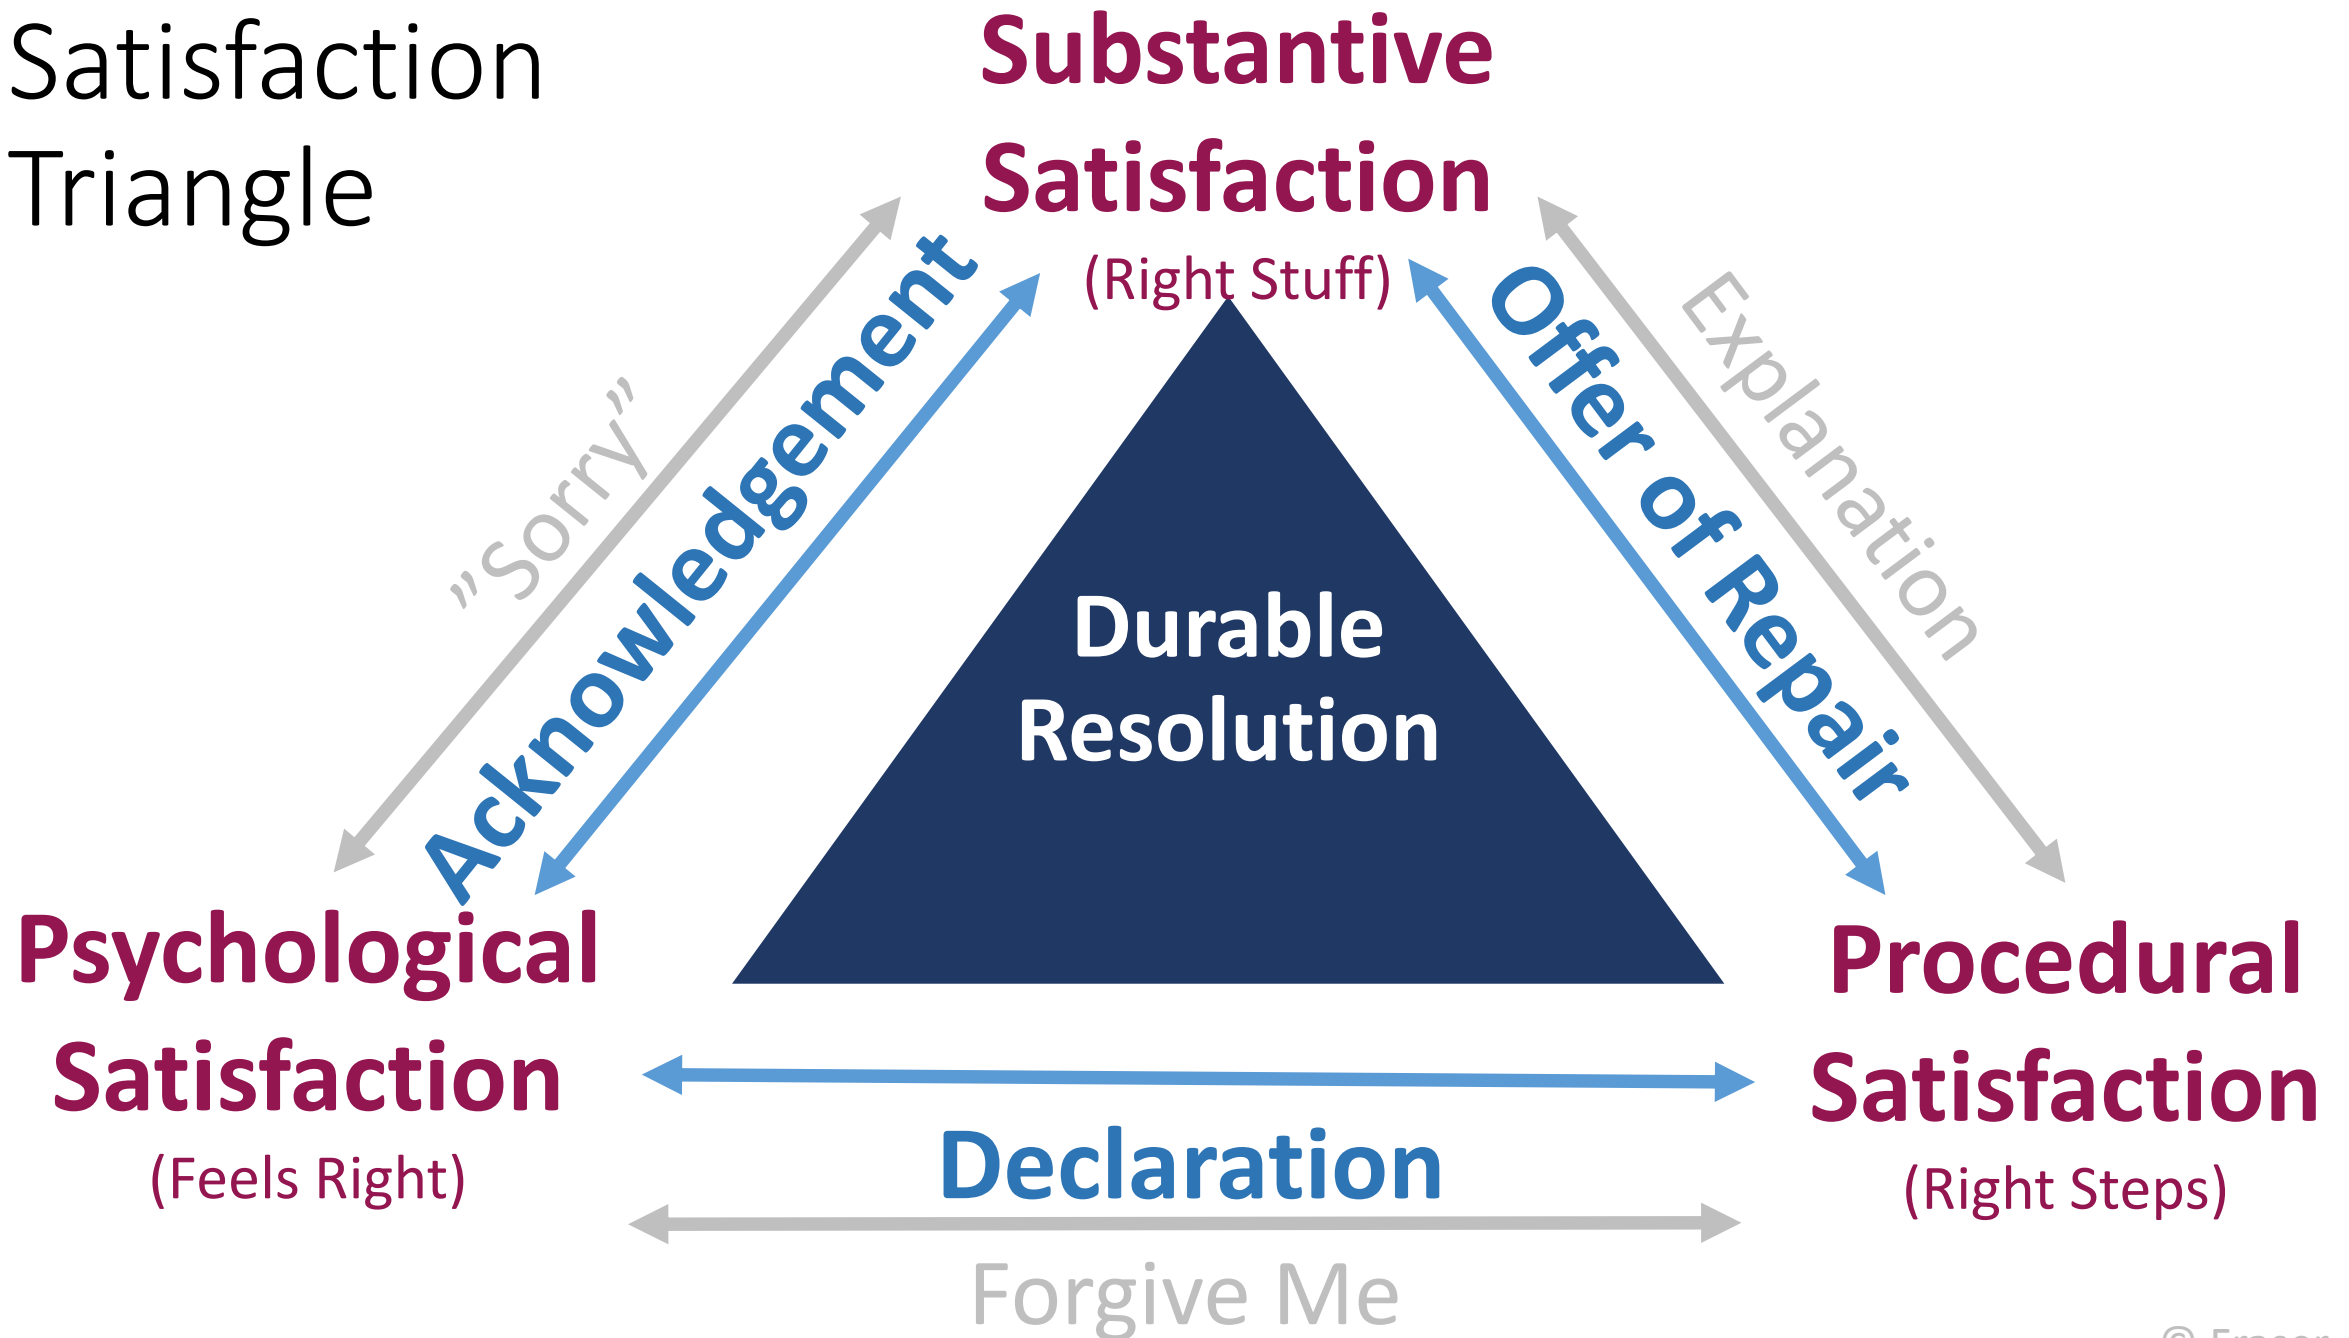 Satisfaction
Triangle
Substantive
Satisfaction
(Right Stuff)
”Sorry”
Acknowledgement
Offer of Repair
Explanation
Durable
Resolution
Psychological
Satisfaction
(Feels Right)
Procedural
Satisfaction
(Right Steps)
Declaration
Forgive Me